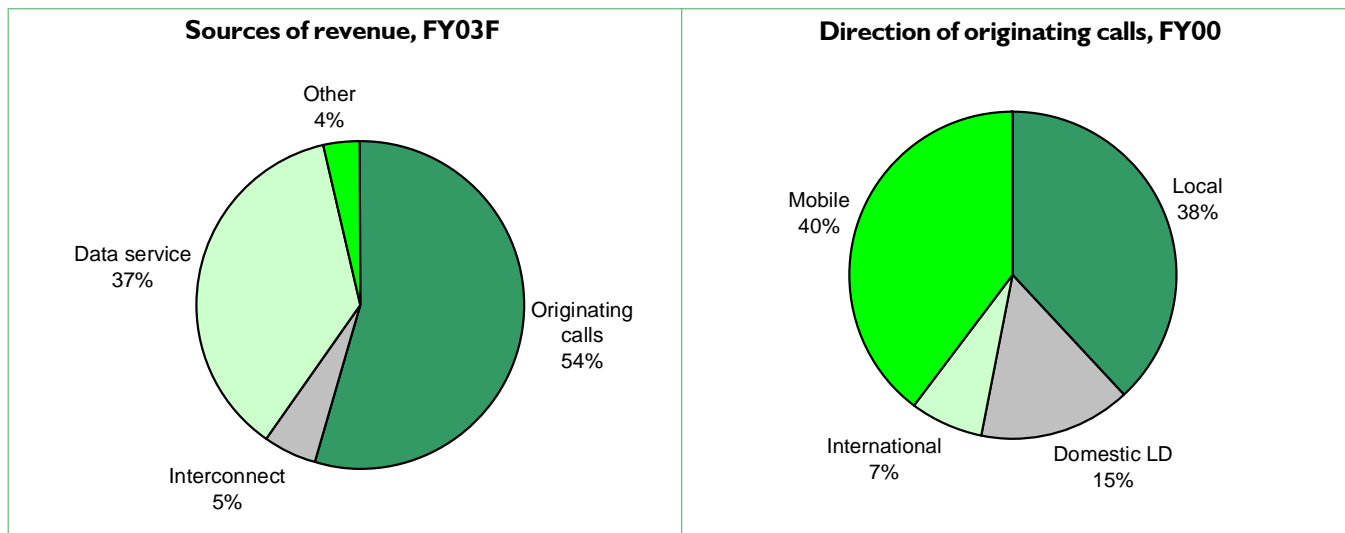 Sources of revenue, FY03F
Other
4%
Data service
37%
Originating
calls
54%
Interconnect
5%
Direction of originating calls, FY00
Mobile
40%
Local
38%
International
7%
Domestic LD
15%